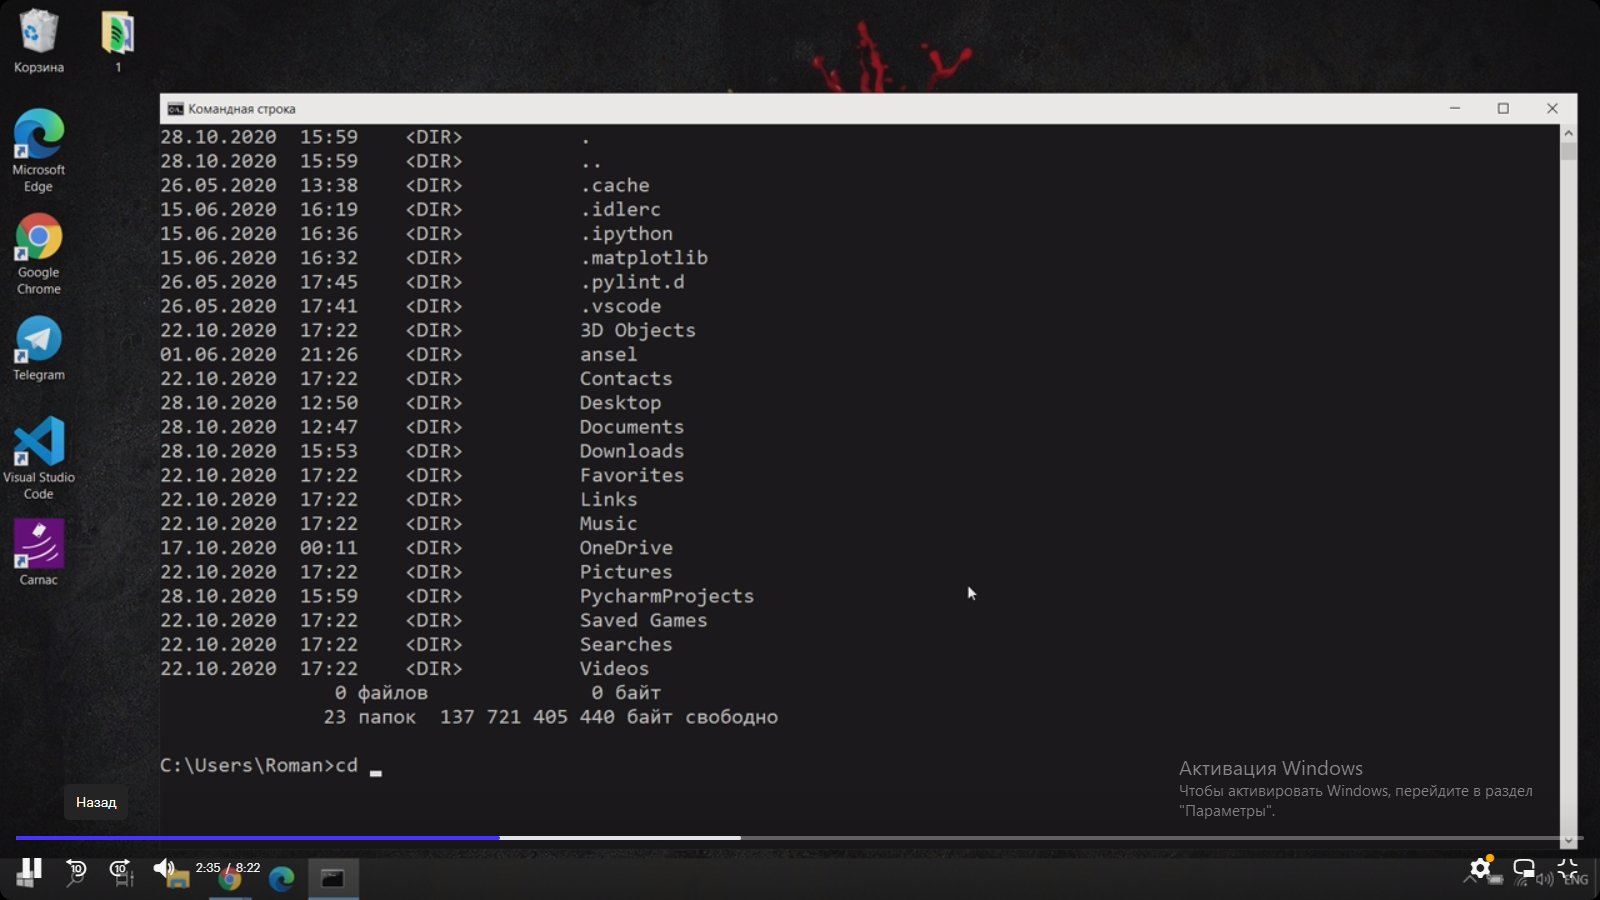 Корзина
1
Microsoft
Edge
Google
Chrome
Telegram
Visual Studio
Code
Carnac
Командная строка
28.10.2020 15:59 <DIR> .
28.10.2020 15:59 <DIR> ..
26.05.2020 13:38 <DIR> .cache
15.06.2020 16:19 <DIR> .idlerc
15.06.2020 16:36 <DIR> .ipython
15.06.2020 16:32 <DIR> .matplotlib
26.05.2020 17:45 <DIR> .pylint.d
26.05.2020 17:41 <DIR> .vscode
22.10.2020 17:22 <DIR> 3D Objects
01.06.2020 21:26 <DIR> ansel
22.10.2020 17:22 <DIR> Contacts
28.10.2020 12:50 <DIR> Desktop
28.10.2020 12:47 <DIR> Documents
28.10.2020 15:53 <DIR> Downloads
22.10.2020 17:22 <DIR> Favorites
22.10.2020 17:22 <DIR> Links
22.10.2020 17:22 <DIR> Music
17.10.2020 00:11 <DIR> OneDrive
22.10.2020 17:22 <DIR> Pictures
28.10.2020 15:59 <DIR> PycharmProjects
22.10.2020 17:22 <DIR> Saved Games
22.10.2020 17:22 <DIR> Searches
22.10.2020 17:22 <DIR> Videos
0 файлов 0 байт
23 папок 137 721 405 440 байт свободно
C:\Users\Roman>cd _
Активация Windows
Чтобы активировать Windows, перейдите в раздел
"Параметры".
Назад
10
10
2:35 / 8:22
ENG